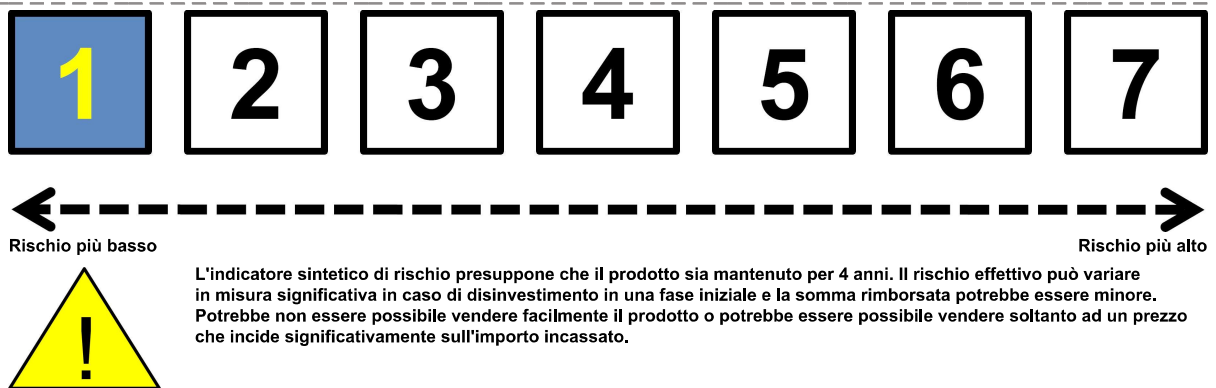 1 2 3 4 5 6 7
Rischio più basso Rischio più alto
L'indicatore sintetico di rischio presuppone che il prodotto sia mantenuto per 4 anni. Il rischio effettivo può variare
in misura significativa in caso di disinvestimento in una fase iniziale e la somma rimborsata potrebbe essere minore.
Potrebbe non essere possibile vendere facilmente il prodotto o potrebbe essere possibile vendere soltanto ad un prezzo
che incide significativamente sull'importo incassato.
!